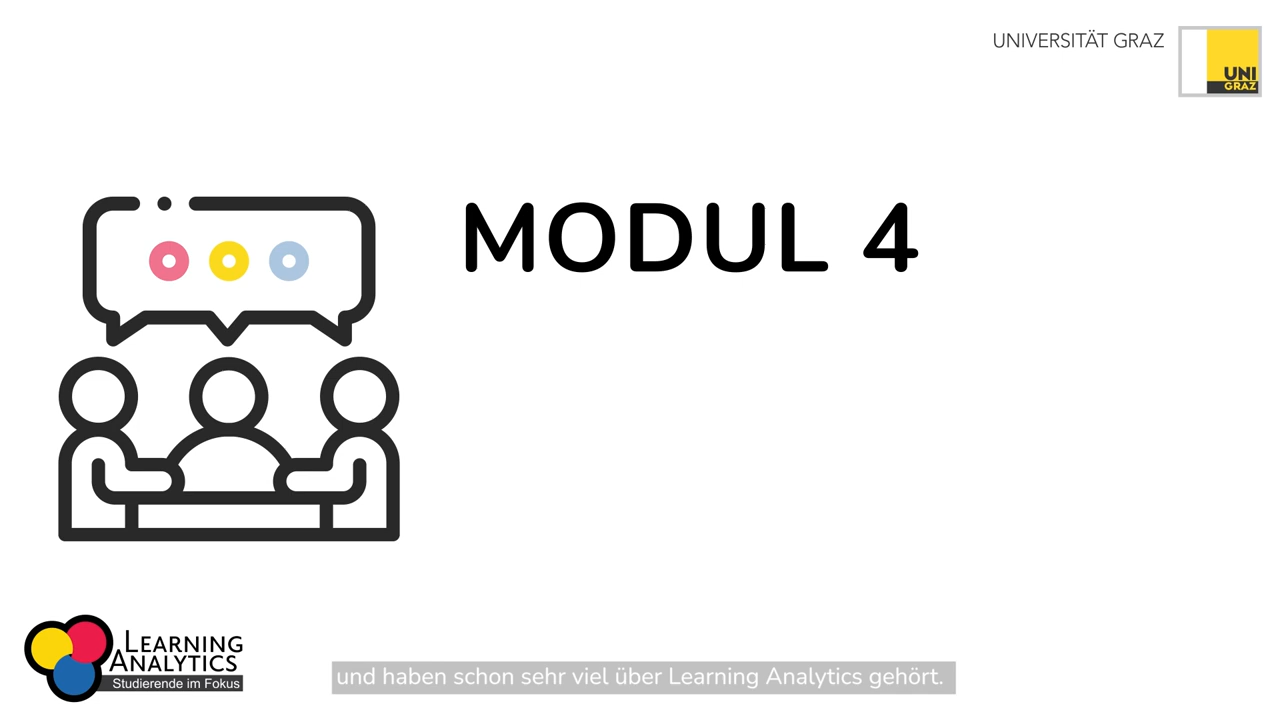 UNIVERSITÄT GRAZ
UNI
GRAZ
MODUL 4
LEARNING
ANALYTICS
Studierende im Fokus
und haben schon sehr viel über Learning Analytics gehört.